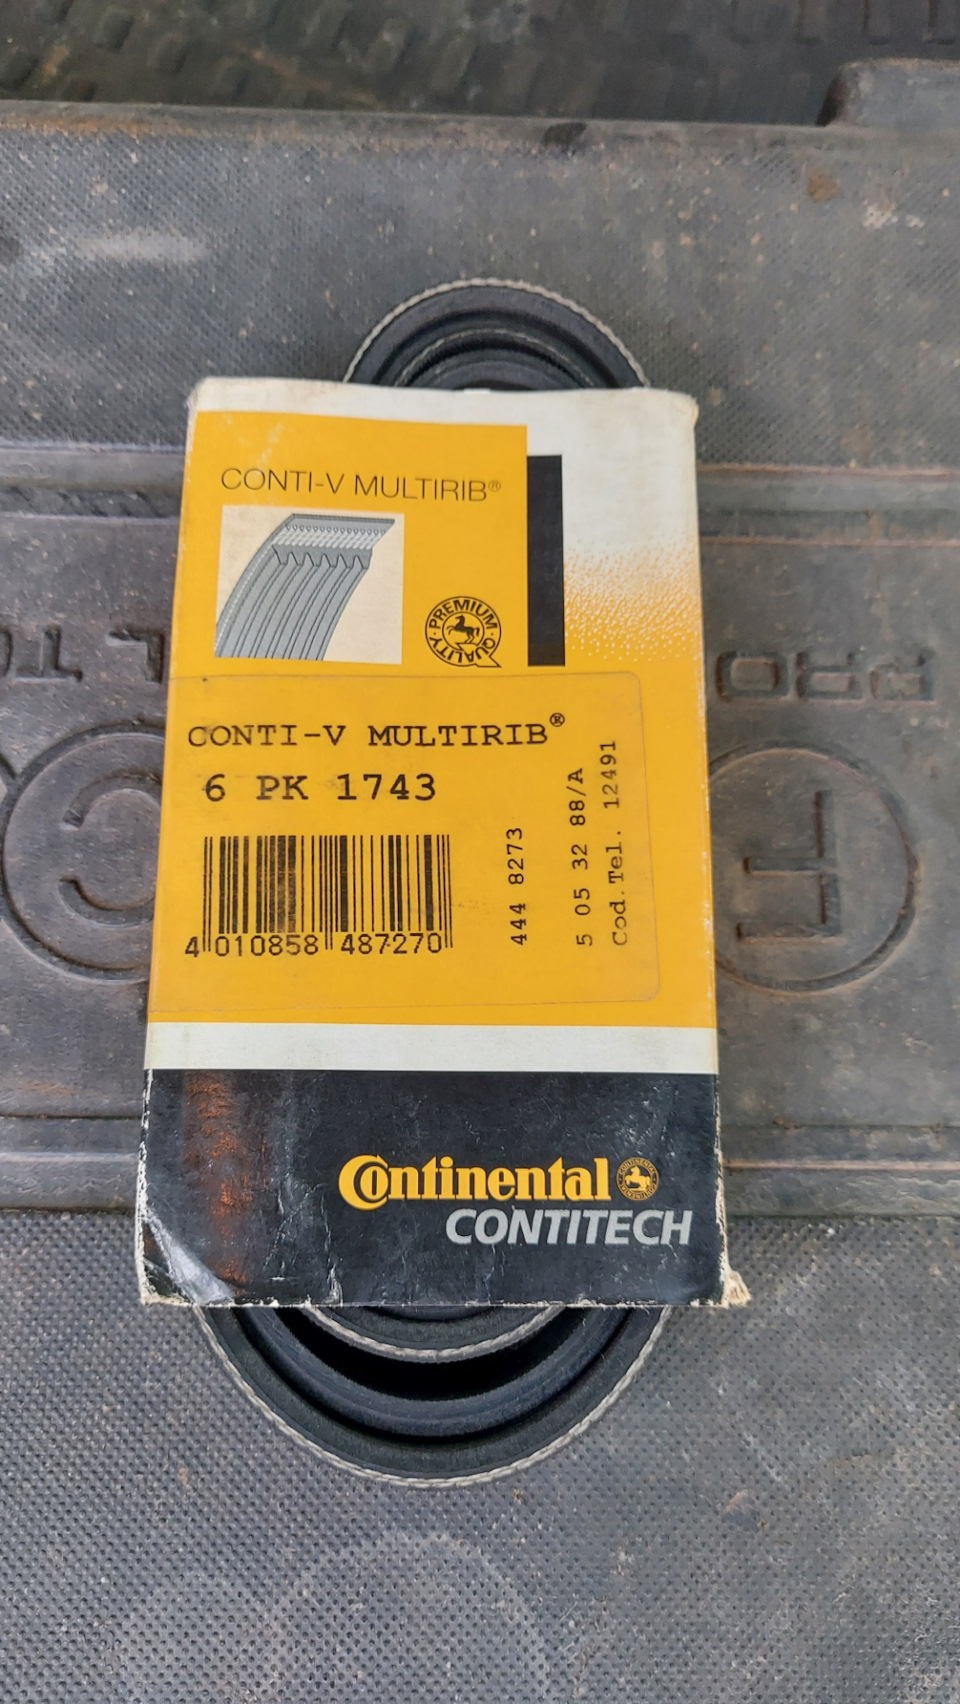 CONTI-V MULTIRIB®
PREMIUM · QUALITY ·
CONTI-V MULTIRIB®
6 PK 1743
4 010858 487270
444 8273
5 05 32 88/A
Cod.Tel. 12491
Continental
CONTITECH
PRO
C
F